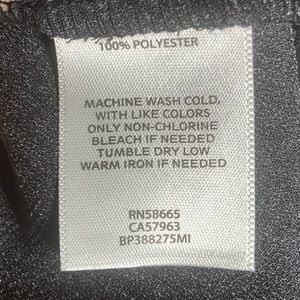 100% POLYESTER
MACHINE WASH COLD,
WITH LIKE COLORS
ONLY NON-CHLORINE
BLEACH IF NEEDED
TUMBLE DRY LOW
WARM IRON IF NEEDED
RN58665
CA57963
BP388275MI